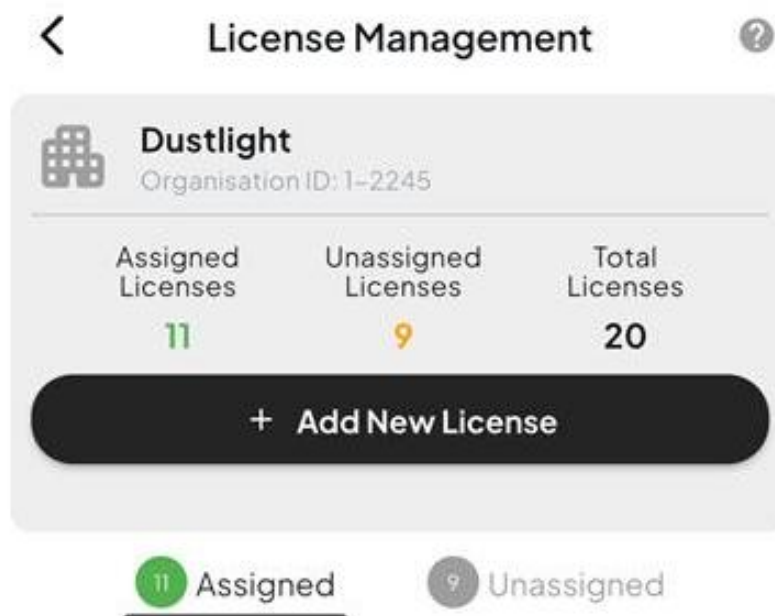 License Management
Dustlight
Organisation ID: 1-2245
Assigned Unassigned Total
Licenses Licenses Licenses
11 9 20
+ Add New License
11 Assigned 9 Unassigned